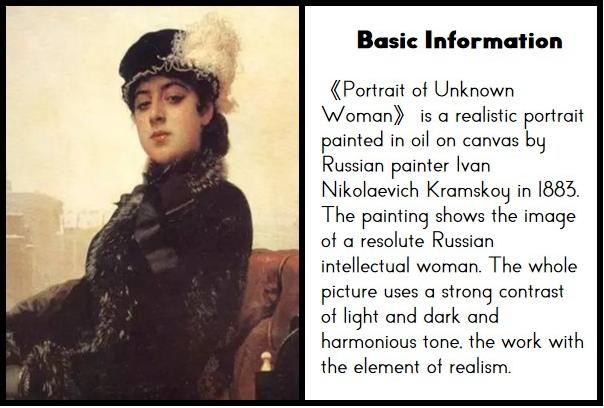 Basic Information
《Portrait of Unknown
Woman》 is a realistic portrait
painted in oil on canvas by
Russian painter Ivan
Nikolaevich Kramskoy in 1883.
The painting shows the image
of a resolute Russian
intellectual woman. The whole
picture uses a strong contrast
of light and dark and
harmonious tone. the work with
the element of realism.